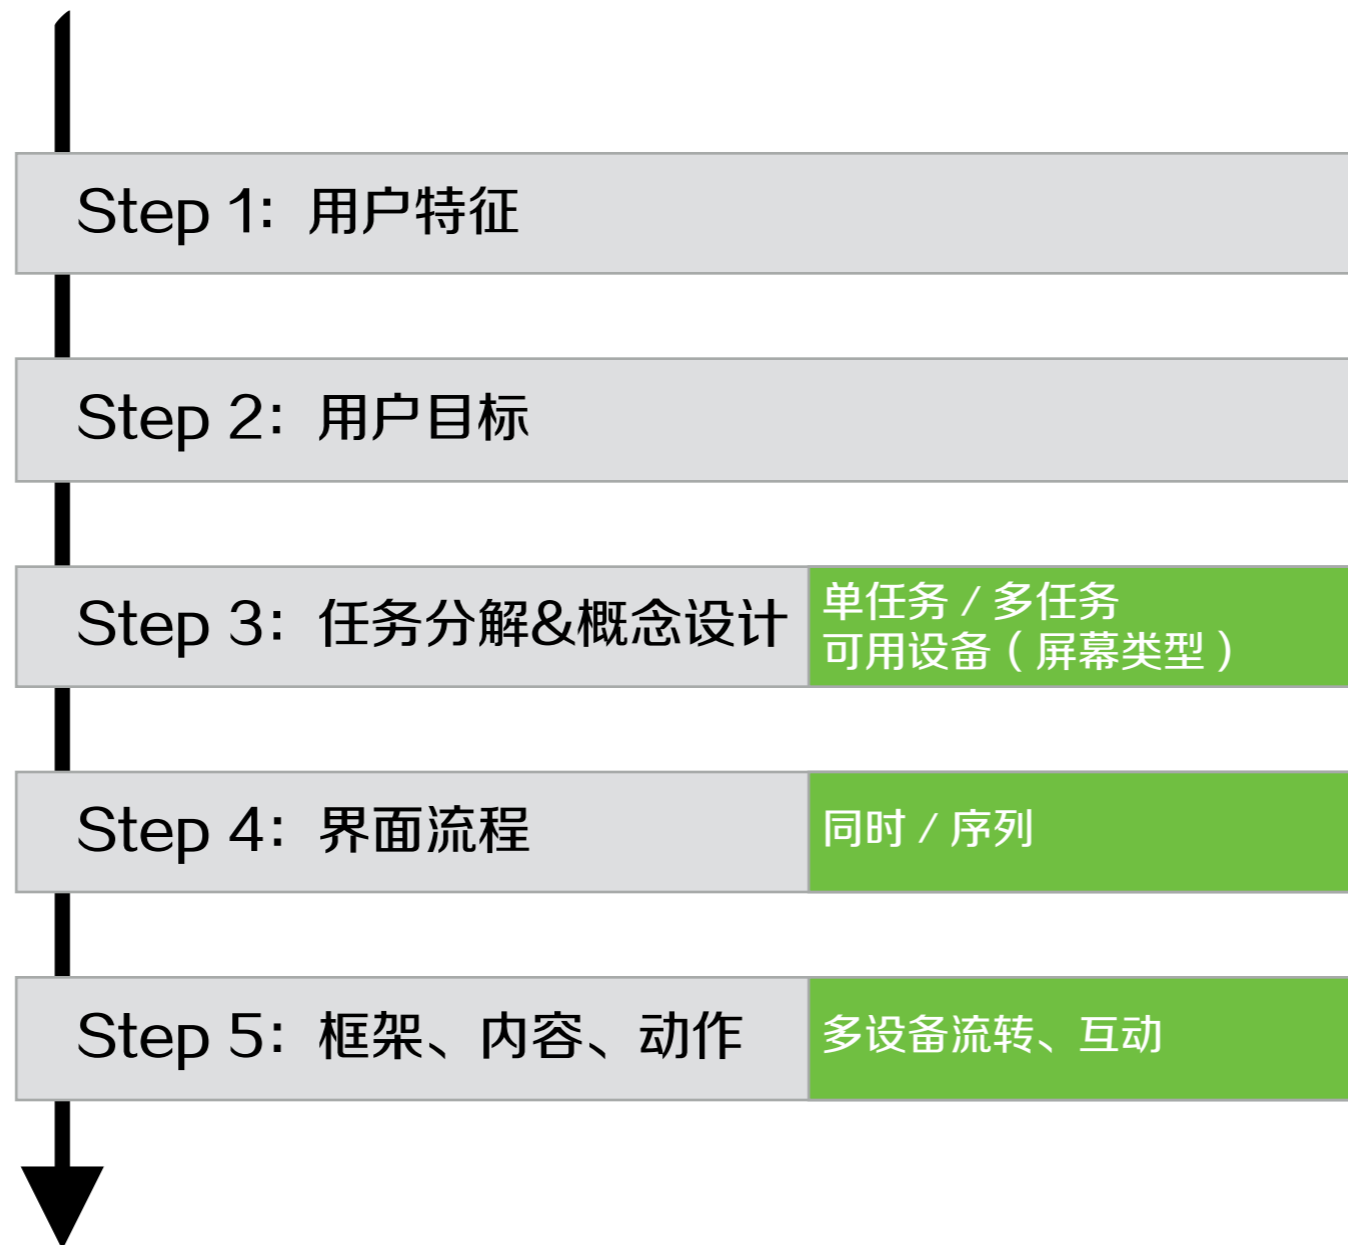 Step 1: 用户特征
Step 2: 用户目标
Step 3: 任务分解&概念设计
单任务 / 多任务
可用设备（屏幕类型）
Step 4: 界面流程
同时 / 序列
Step 5: 框架、内容、动作
多设备流转、互动